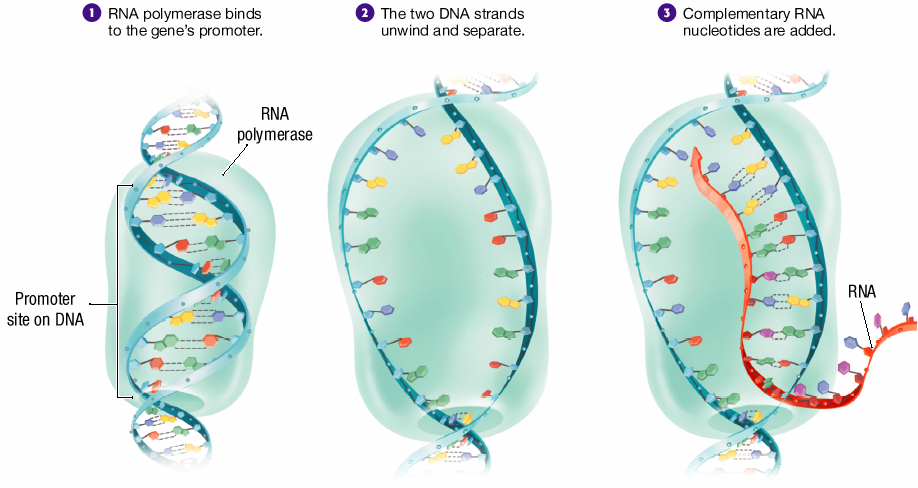 1 RNA polymerase binds
to the gene's promoter.
2 The two DNA strands
unwind and separate.
3 Complementary RNA
nucleotides are added.
RNA
polymerase
Promoter
site on DNA
RNA